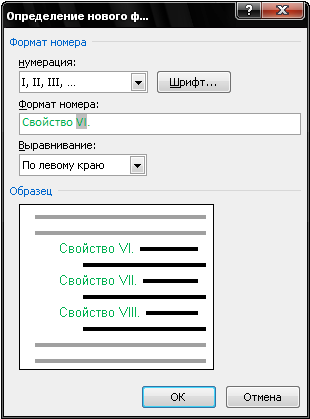 Определение нового ф...
Формат номера
нумерация:
I, II, III, ...
Шрифт...
Формат номера:
Свойство VI.
Выравнивание:
По левому краю
Образец
Свойство VI.
Свойство VII.
Свойство VIII.
ОК
Отмена